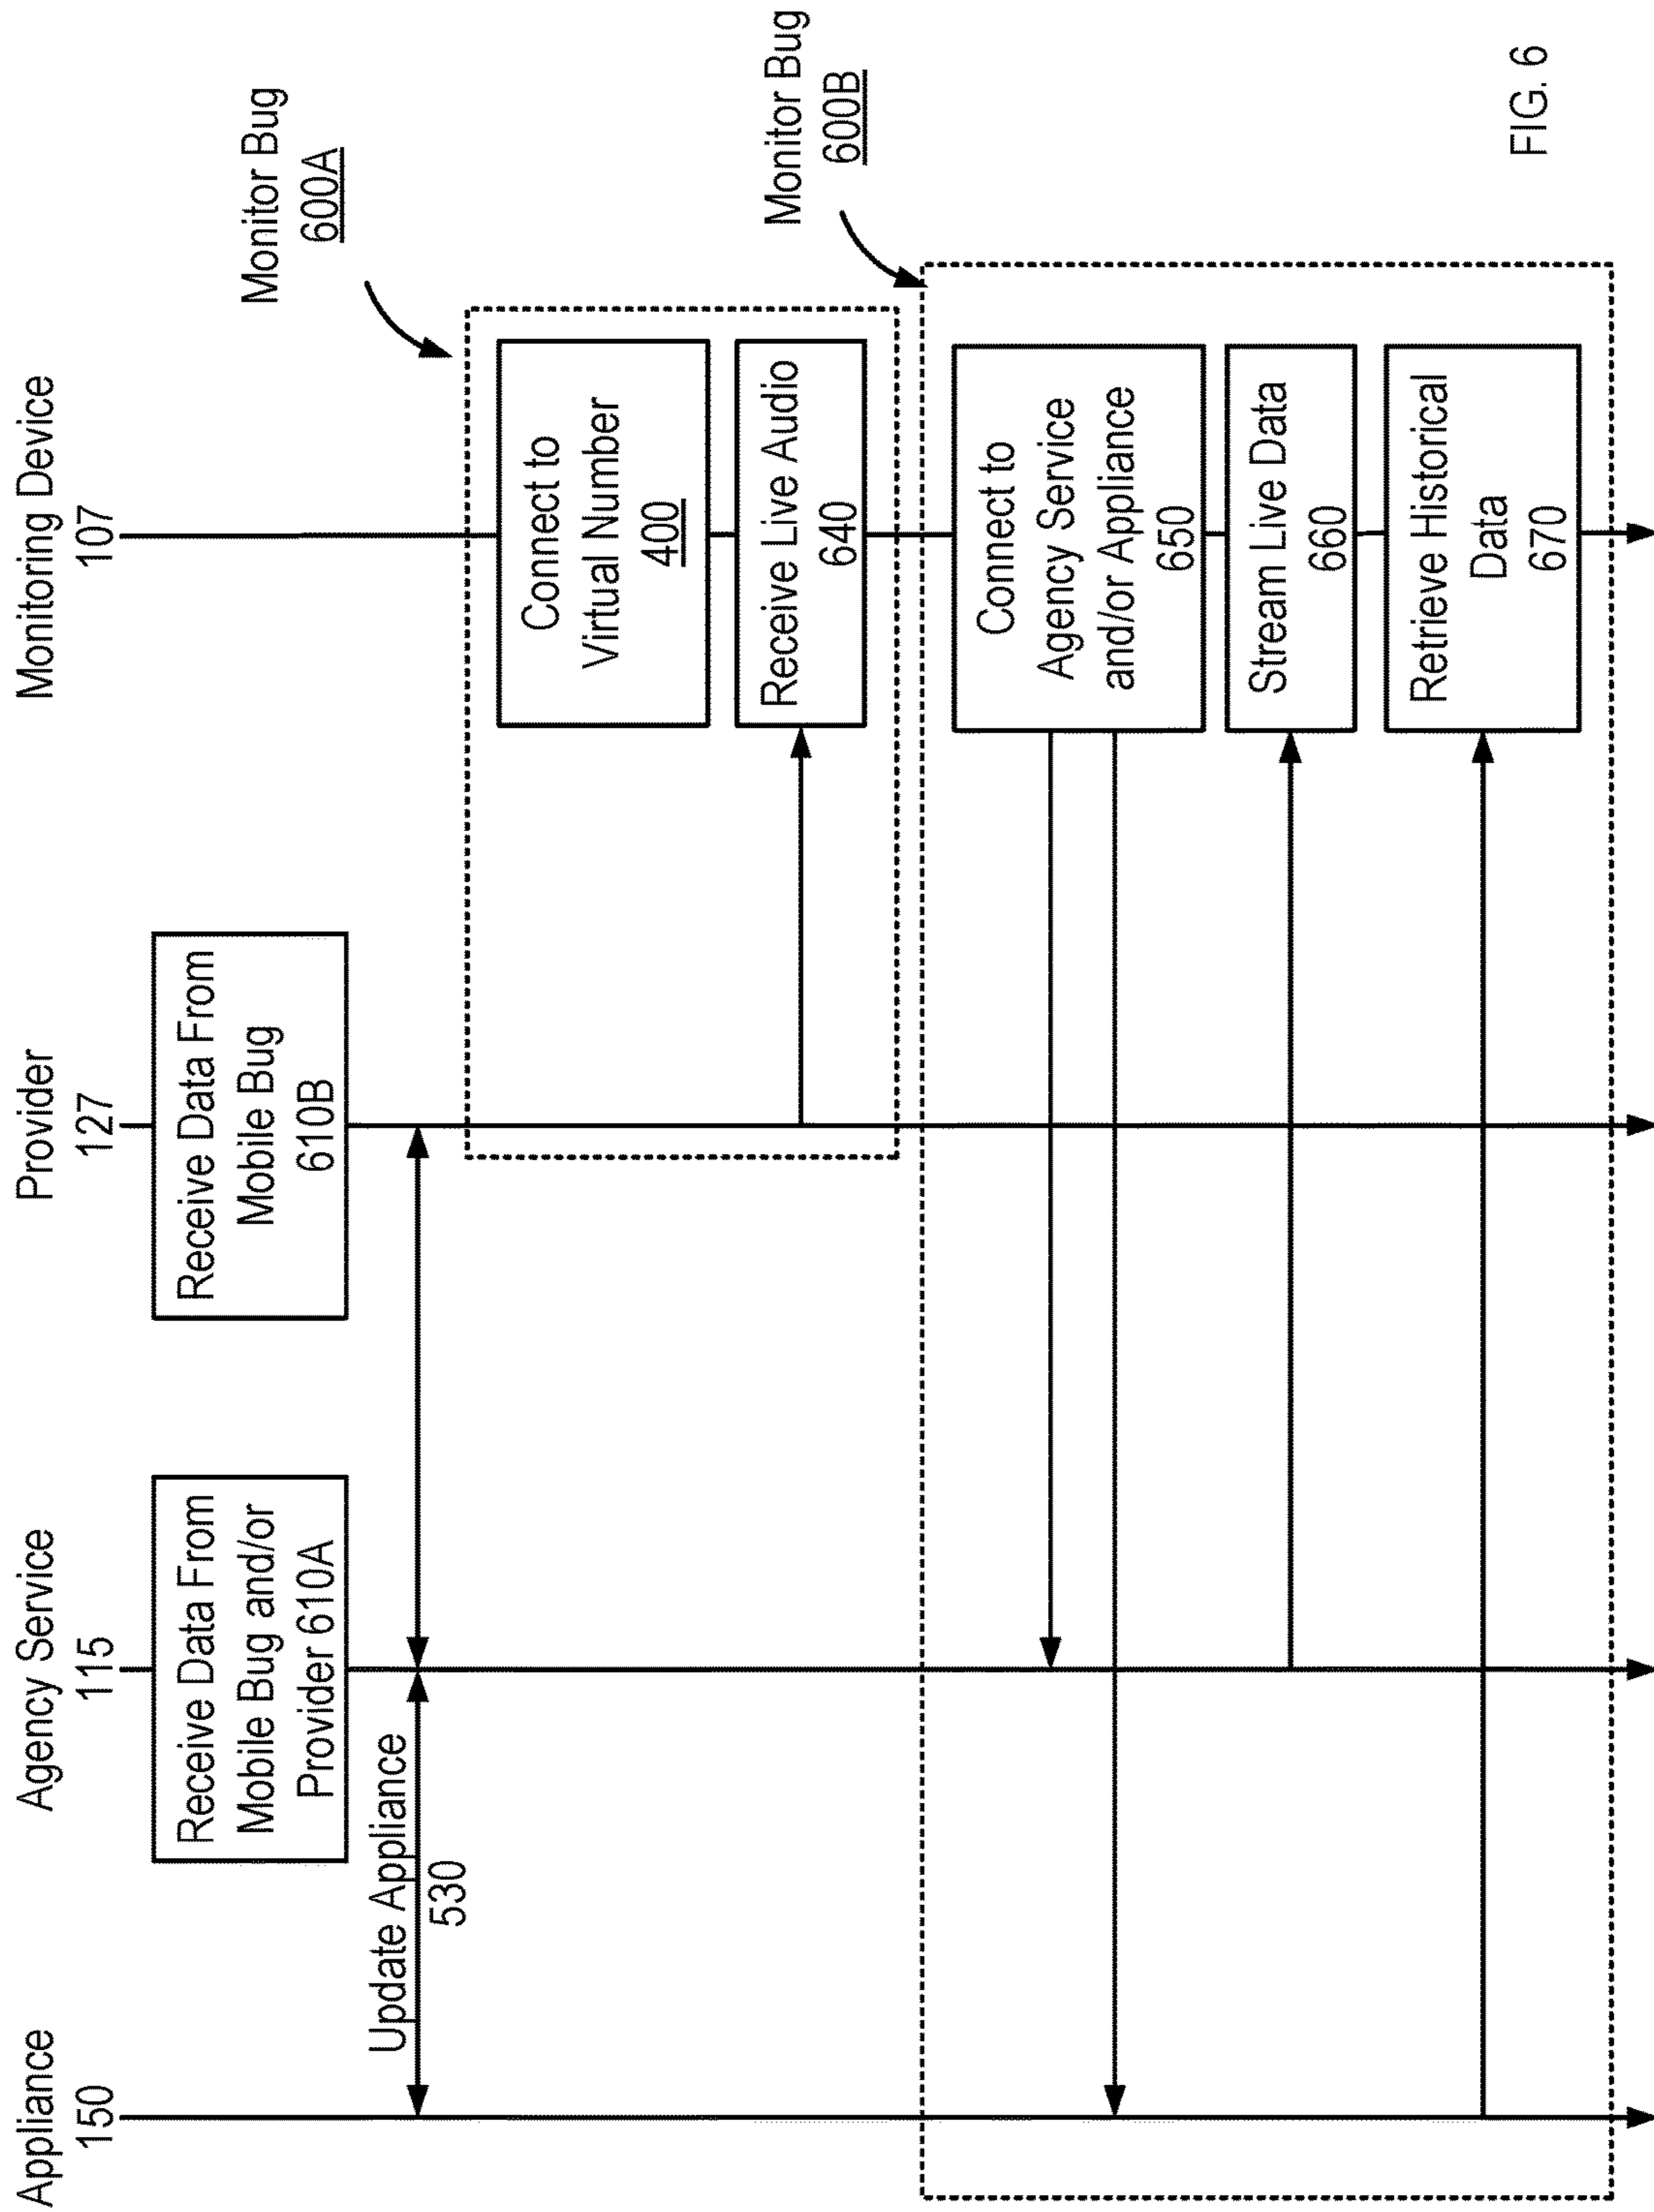 Appliance
150
Agency Service
115
Provider
127
Monitoring Device
107
Receive Data From
Mobile Bug and/or
Provider 610A
Receive Data From
Mobile Bug
610B
Update Appliance
530
Monitor Bug
600A
Connect to
Virtual Number
400
Receive Live Audio
640
Monitor Bug
600B
Connect to
Agency Service
and/or Appliance
650
Stream Live Data
660
Retrieve Historical
Data
670
FIG. 6